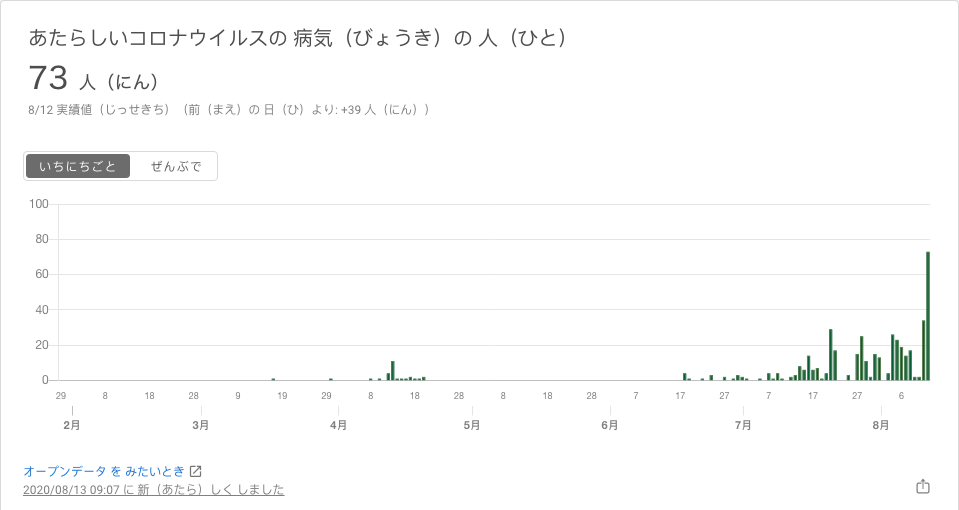 あたらしいコロナウイルスの 病気（びょうき）の 人（ひと）
73 人（にん）
8/12 実績値（じっせきち）（前（まえ）の 日（ひ）より: +39 人（にん））
いちにちごと ぜんぶで
100
80
60
40
20
0
29 8 18 28 9 19 29 8 18 28 8 18 28 7 17 27 7 17 27 6
2月 3月 4月 5月 6月 7月 8月
オープンデータ を みたいとき
2020/08/13 09:07 に 新（あたら）しく しました